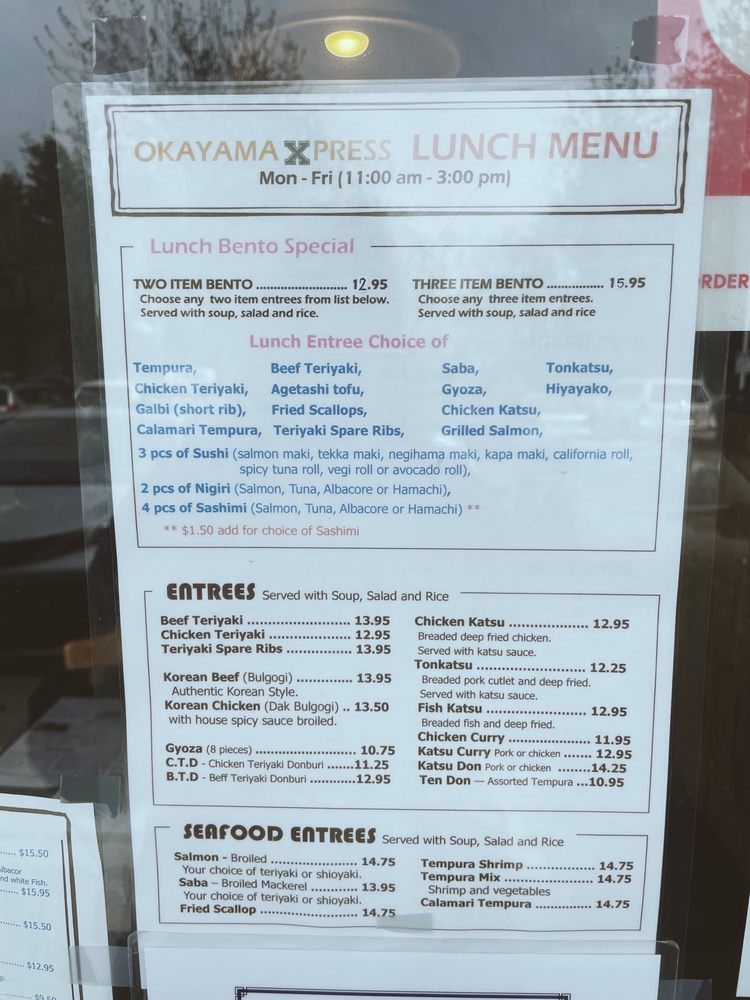 OKAYAMA XPRESS LUNCH MENU
Mon - Fri (11:00 am - 3:00 pm)
RDER
Lunch Bento Special
TWO ITEM BENTO ........................... 12.95
Choose any two item entrees from list below.
Served with soup, salad and rice.
THREE ITEM BENTO ................. 15.95
Choose any three item entrees.
Served with soup, salad and rice
Lunch Entree Choice of
Tempura, Beef Teriyaki, Saba, Tonkatsu,
Chicken Teriyaki, Agetashi tofu, Gyoza, Hiyayako,
Galbi (short rib), Fried Scallops, Chicken Katsu,
Calamari Tempura, Teriyaki Spare Ribs, Grilled Salmon,
3 pcs of Sushi (salmon maki, tekka maki, negihama maki, kapa maki, california roll,
spicy tuna roll, vegi roll or avocado roll),
2 pcs of Nigiri (Salmon, Tuna, Albacore or Hamachi),
4 pcs of Sashimi (Salmon, Tuna, Albacore or Hamachi) **
** $1.50 add for choice of Sashimi
ENTREES Served with Soup, Salad and Rice
Beef Teriyaki ............................ 13.95
Chicken Teriyaki ...................... 12.95
Teriyaki Spare Ribs .................. 13.95
Korean Beef (Bulgogi) .............. 13.95
Authentic Korean Style.
Korean Chicken (Dak Bulgogi) .. 13.50
with house spicy sauce broiled.
Gyoza (8 pieces) .......................... 10.75
C.T.D - Chicken Teriyaki Donburi .......11.25
B.T.D - Beff Teriyaki Donburi ............12.95
Chicken Katsu ....................... 12.95
Breaded deep fried chicken.
Served with katsu sauce.
Tonkatsu .............................. 12.25
Breaded pork cutlet and deep fried.
Served with katsu sauce.
Fish Katsu ............................ 12.95
Breaded fish and deep fried.
Chicken Curry ........................ 11.95
Katsu Curry Pork or chicken ....... 12.95
Katsu Don Pork or chicken ........14.25
Ten Don — Assorted Tempura ...10.95
SEAFOOD ENTREES Served with Soup, Salad and Rice
Salmon - Broiled ....................... 14.75
Your choice of teriyaki or shioyaki.
Saba – Broiled Mackerel .................. 13.95
Your choice of teriyaki or shioyaki.
Fried Scallop .......................... 14.75
Tempura Shrimp ................... 14.75
Tempura Mix ........................ 14.75
Shrimp and vegetables
Calamari Tempura ................ 14.75
.... $15.50
nd white Fish.
..... $15.95
..... $15.50
.... $12.95